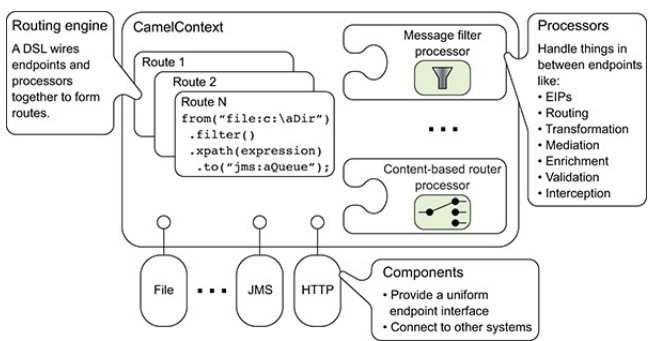 Routing engine
A DSL wires
endpoints and
processors
together to form
routes.
CamelContext
Route 1
Route 2
Route N
from(“file:c:\aDir”)
.filter()
.xpath(expression)
.to(“jms:aQueue”);
Message filter
processor
...
Content-based router
processor
Processors
Handle things in
between endpoints
like:
• EIPs
• Routing
• Transformation
• Mediation
• Enrichment
• Validation
• Interception
File
...
JMS
HTTP
Components
• Provide a uniform
endpoint interface
• Connect to other systems